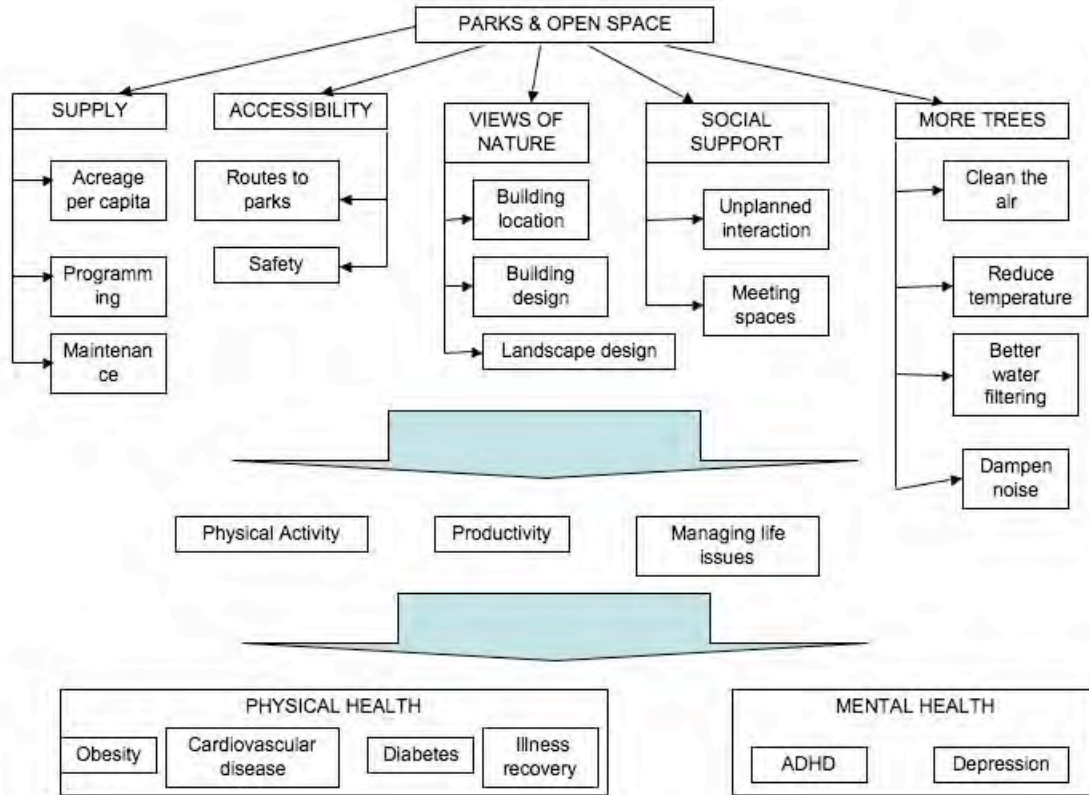 PARKS & OPEN SPACE
SUPPLY
ACCESSIBILITY
VIEWS OF
NATURE
SOCIAL
SUPPORT
MORE TREES
Acreage
per capita
Programm
ing
Maintenan
ce
Routes to
parks
Safety
Building
location
Building
design
Landscape design
Unplanned
interaction
Meeting
spaces
Clean the
air
Reduce
temperature
Better
water
filtering
Dampen
noise
Physical Activity
Productivity
Managing life
issues
PHYSICAL HEALTH
Obesity
Cardiovascular
disease
Diabetes
Illness
recovery
MENTAL HEALTH
ADHD
Depression